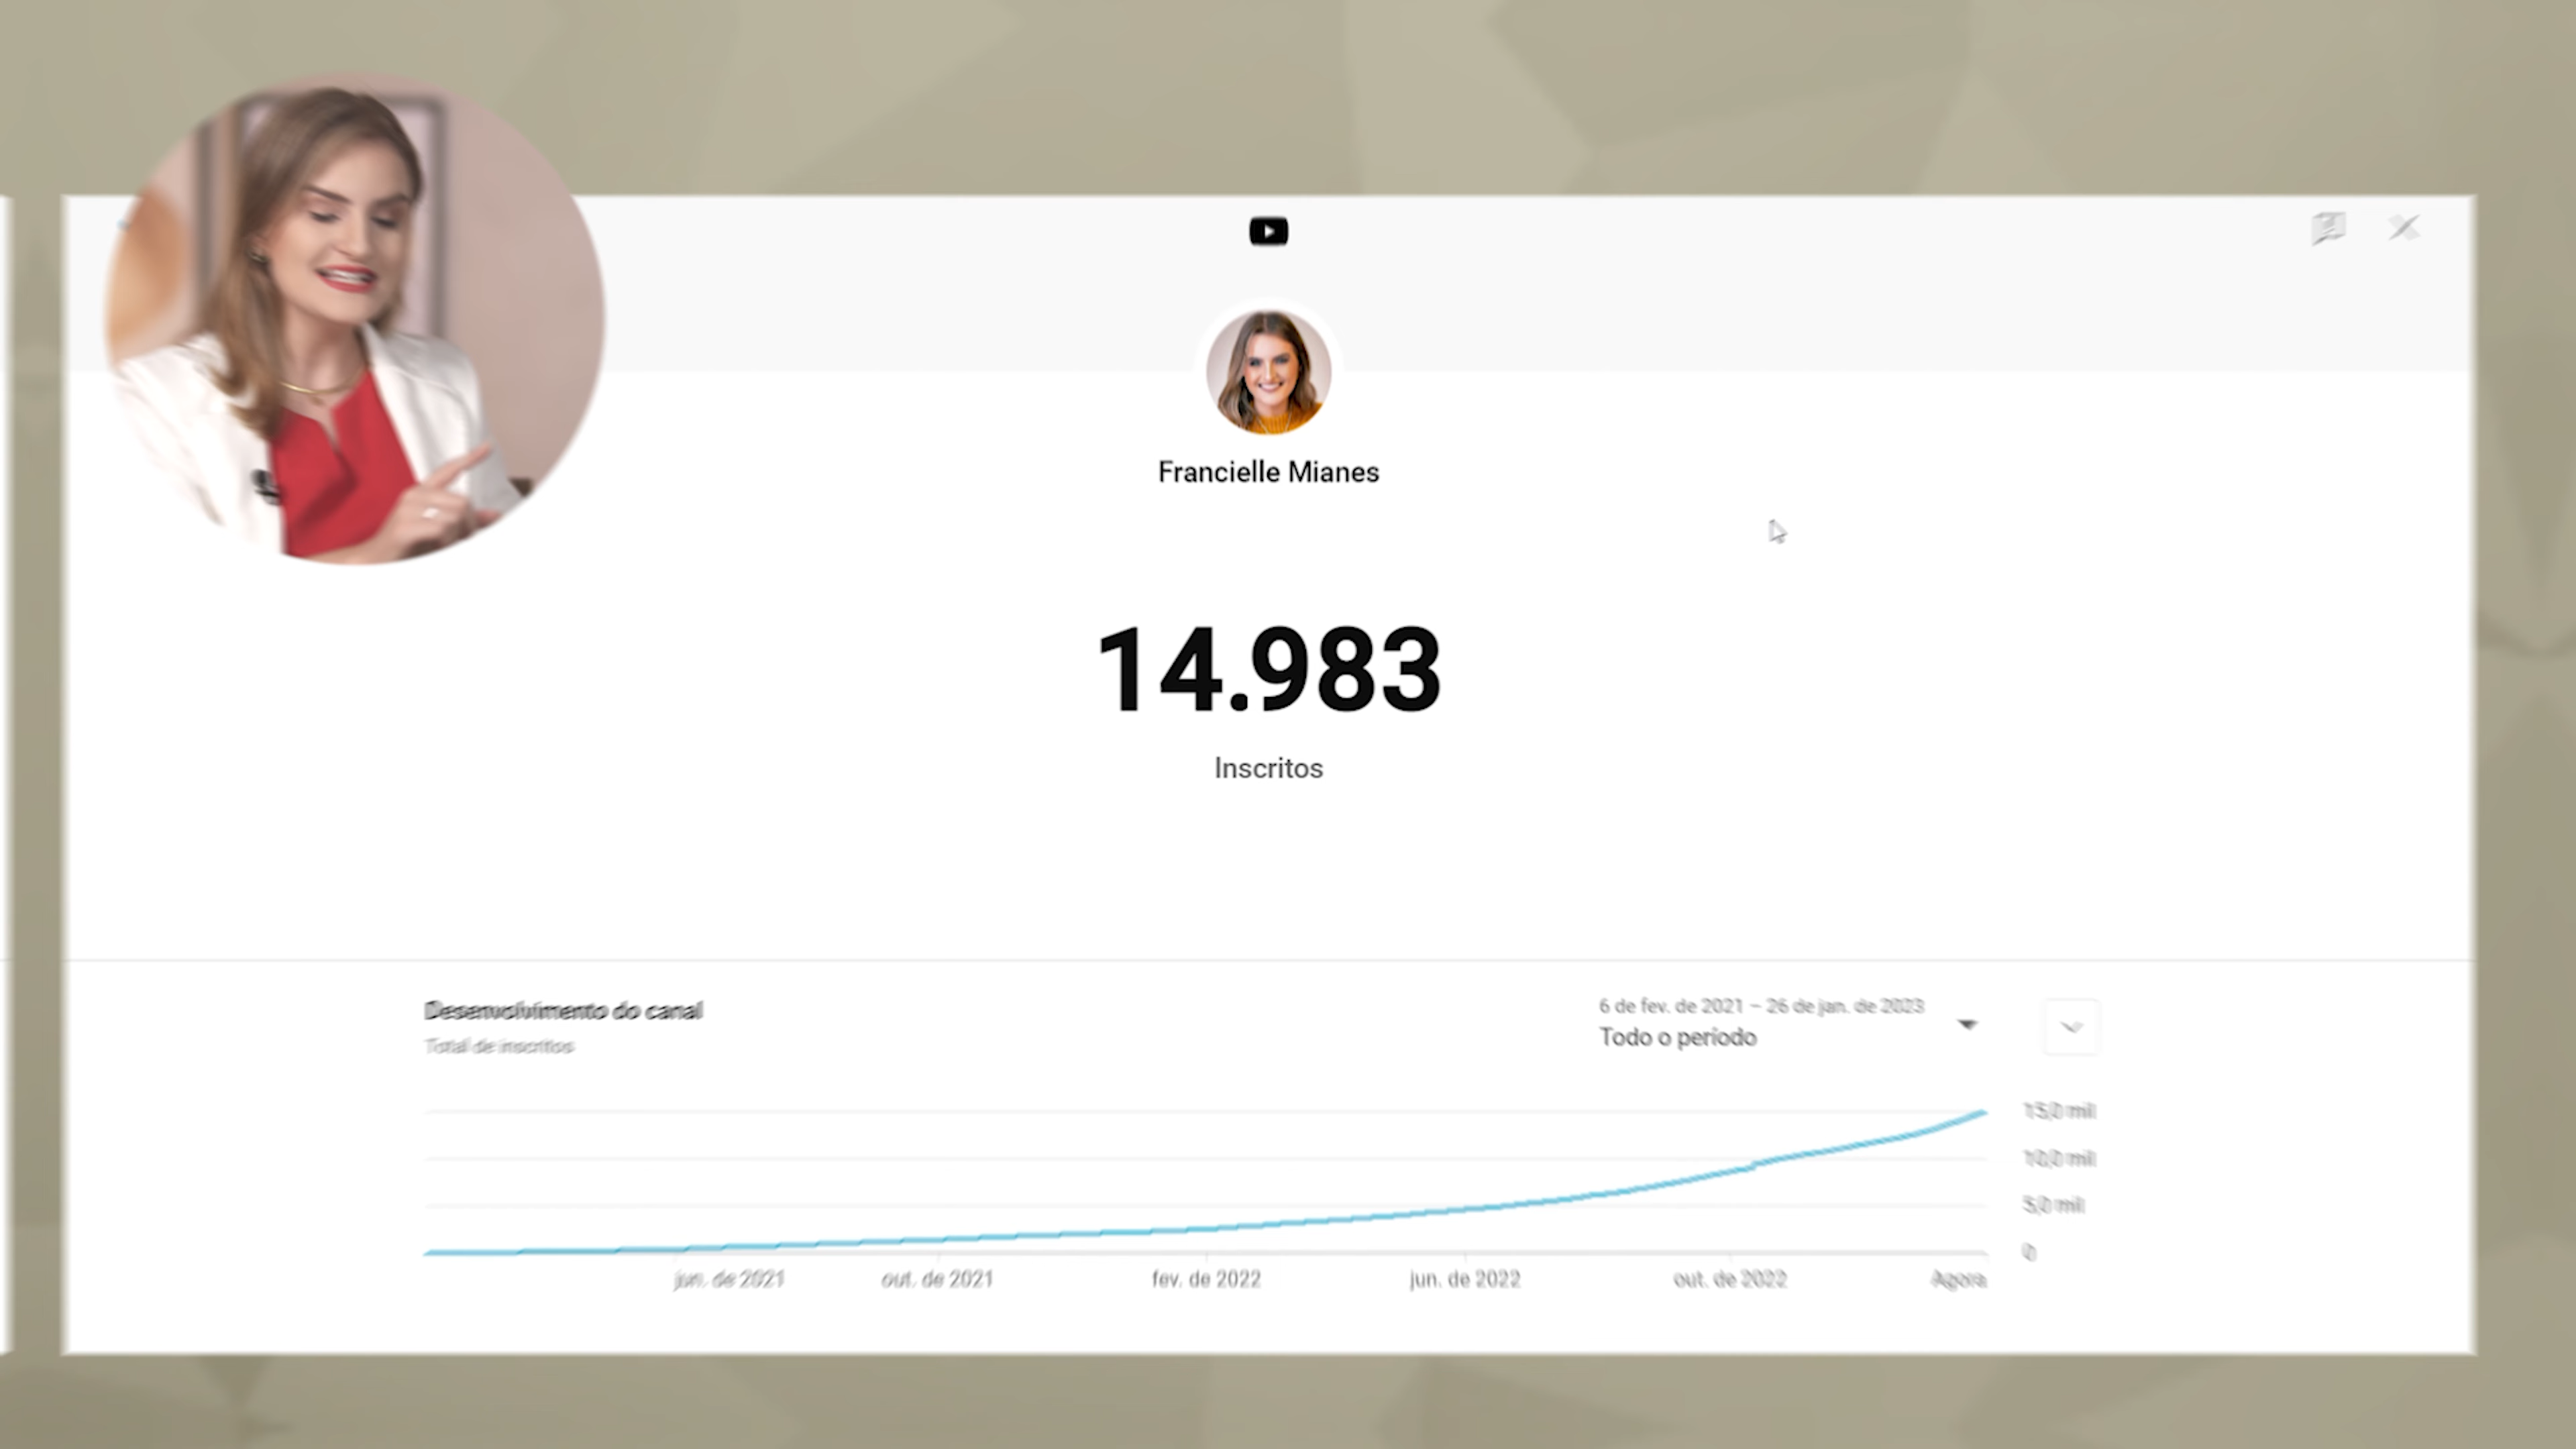 Francielle Mianes
14.983
Inscritos
Desenvolvimento do canal
Total de inscritos
6 de fev. de 2021 – 26 de jan. de 2023
Todo o período
15,0 mil
10,0 mil
5,0 mil
0
jun. de 2021
out. de 2021
fev. de 2022
jun. de 2022
out. de 2022
Agora